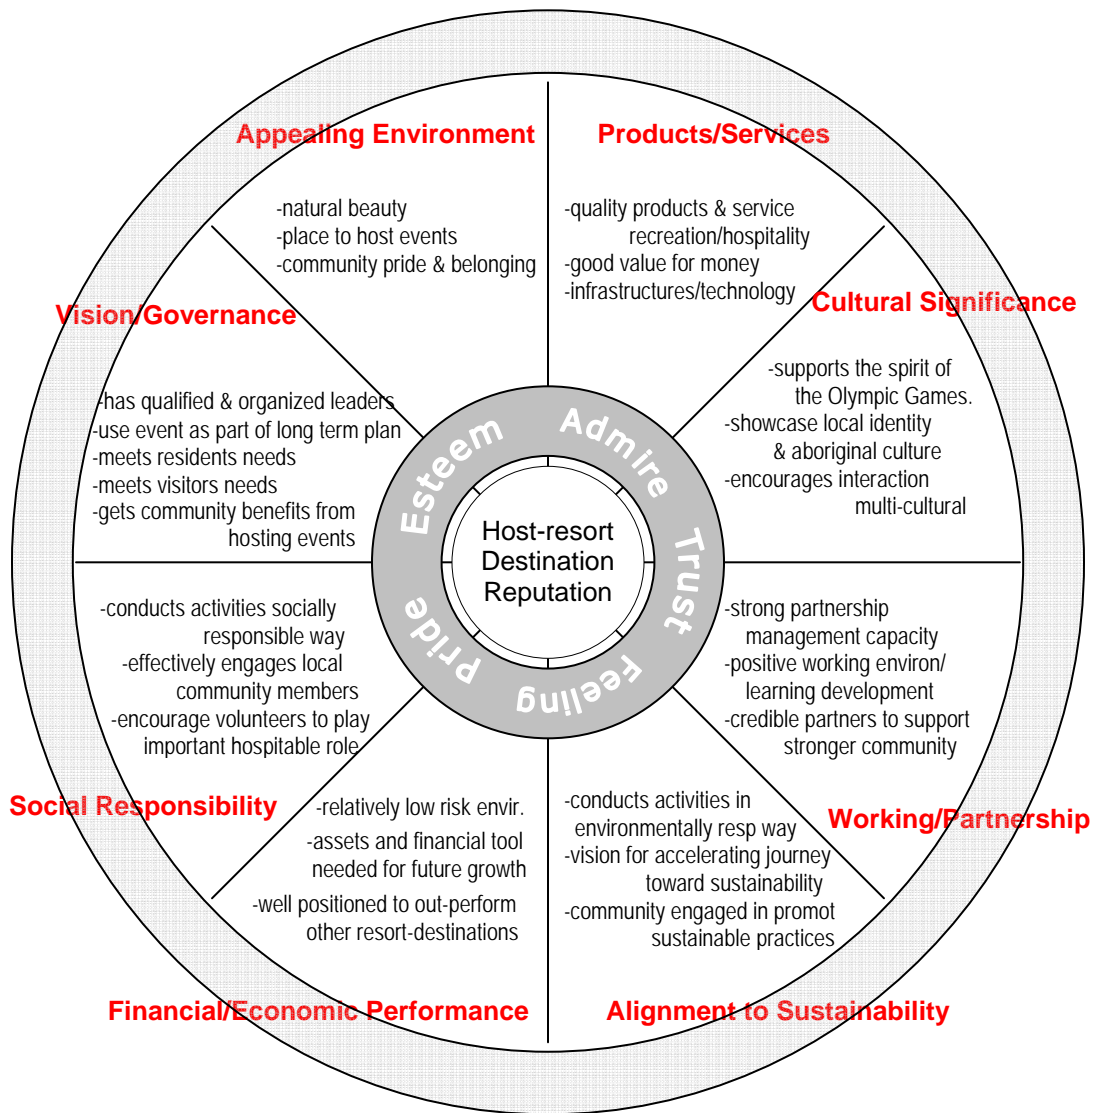 Appealing Environment
-natural beauty
-place to host events
-community pride & belonging
Products/Services
-quality products & service
recreation/hospitality
-good value for money
-infrastructures/technology
Cultural Significance
-supports the spirit of
the Olympic Games.
-showcase local identity
& aboriginal culture
-encourages interaction
multi-cultural
-strong partnership
management capacity
-positive working environ/
learning development
-credible partners to support
stronger community
Working/Partnership
-conducts activities in
environmentally resp way
-vision for accelerating journey
toward sustainability
-community engaged in promot
sustainable practices
Alignment to Sustainability
-relatively low risk envir.
-assets and financial tool
needed for future growth
-well positioned to out-perform
other resort-destinations
Financial/Economic Performance
-conducts activities socially
responsible way
-effectively engages local
community members
-encourage volunteers to play
important hospitable role
Social Responsibility
Vision/Governance
-has qualified & organized leaders
-use event as part of long term plan
-meets residents needs
-meets visitors needs
-gets community benefits from
hosting events
Esteem
Admire
Trust
Feeling
Pride
Host-resort
Destination
Reputation